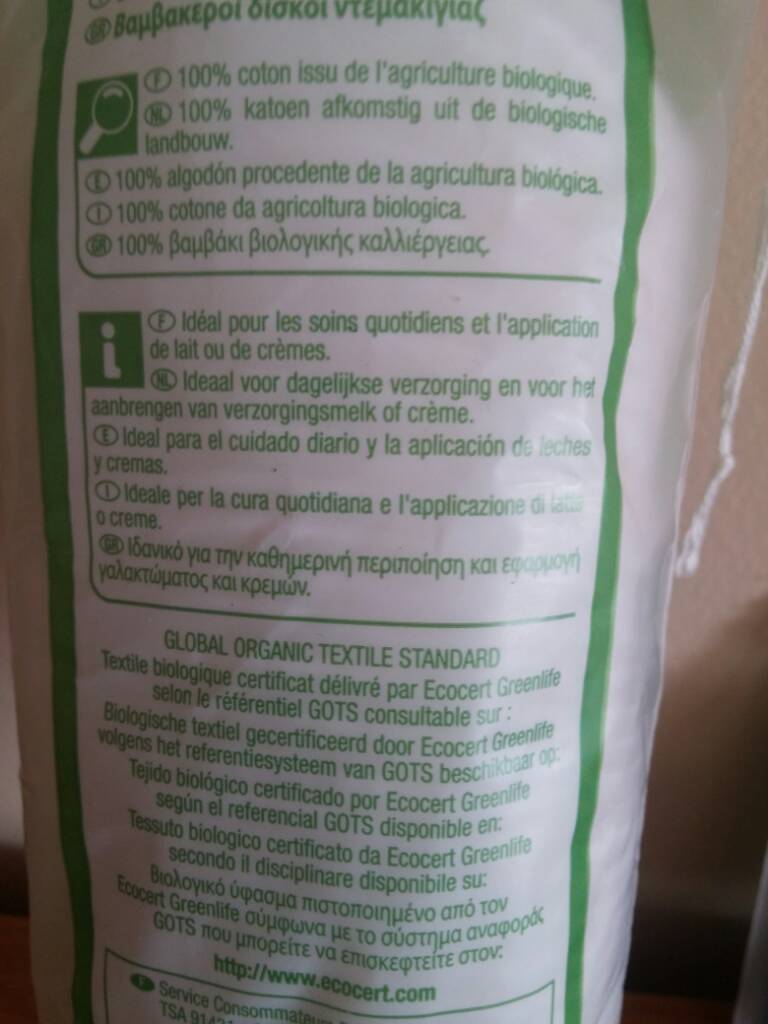 GR Βαμβακεροί δίσκοι ντεμακιγιάζ
F 100% coton issu de l'agriculture biologique.
NL 100% katoen afkomstig uit de biologische
landbouw.
E 100% algodón procedente de la agricultura biológica.
I 100% cotone da agricoltura biologica.
GR 100% βαμβάκι βιολογικής καλλιέργειας.
i
F Idéal pour les soins quotidiens et l'application
de lait ou de crèmes.
NL Ideaal voor dagelijkse verzorging en voor het
aanbrengen van verzorgingsmelk of crème.
E Ideal para el cuidado diario y la aplicación de leches
y cremas.
I Ideale per la cura quotidiana e l'applicazione di latte
o creme.
GR Ιδανικό για την καθημερινή περιποίηση και εφαρμογή
γαλακτώματος και κρεμών.
GLOBAL ORGANIC TEXTILE STANDARD
Textile biologique certificat délivré par Ecocert Greenlife
selon le référentiel GOTS consultable sur :
Biologische textiel gecertificeerd door Ecocert Greenlife
volgens het referentiesysteem van GOTS beschikbaar op:
Tejido biológico certificado por Ecocert Greenlife
según el referencial GOTS disponible en:
Tessuto biologico certificato da Ecocert Greenlife
secondo il disciplinare disponibile su:
Βιολογικό ύφασμα πιστοποιημένο από τον
Ecocert Greenlife σύμφωνα με το σύστημα αναφοράς
GOTS που μπορείτε να επισκεφτείτε στον:
http://www.ecocert.com
F Service
TSA